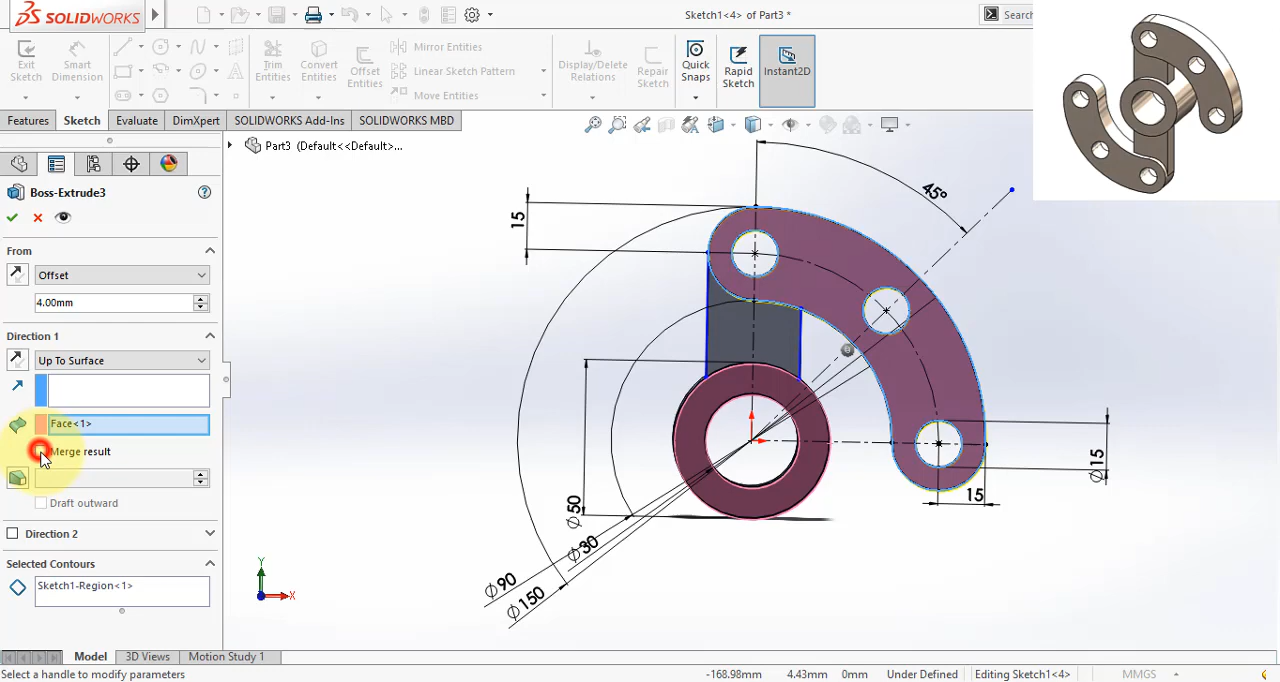 SOLIDWORKS
Sketch1<4> of Part3 *
Search
Exit Sketch
Smart Dimension
Trim Entities
Convert Entities
Offset Entities
Mirror Entities
Linear Sketch Pattern
Move Entities
Display/Delete Relations
Repair Sketch
Quick Snaps
Rapid Sketch
Instant2D
Features
Sketch
Evaluate
DimXpert
SOLIDWORKS Add-Ins
SOLIDWORKS MBD
Part3 (Default<<Default>...
Boss-Extrude3
From
Offset
4.00mm
Direction 1
Up To Surface
Face<1>
Merge result
Draft outward
Direction 2
Selected Contours
Sketch1-Region<1>
45°
15
∅50
∅30
∅90
∅150
∅15
15
Y
X
Model
3D Views
Motion Study 1
Select a handle to modify parameters
-168.98mm
4.43mm
0mm
Under Defined
Editing Sketch1<4>
MMGS